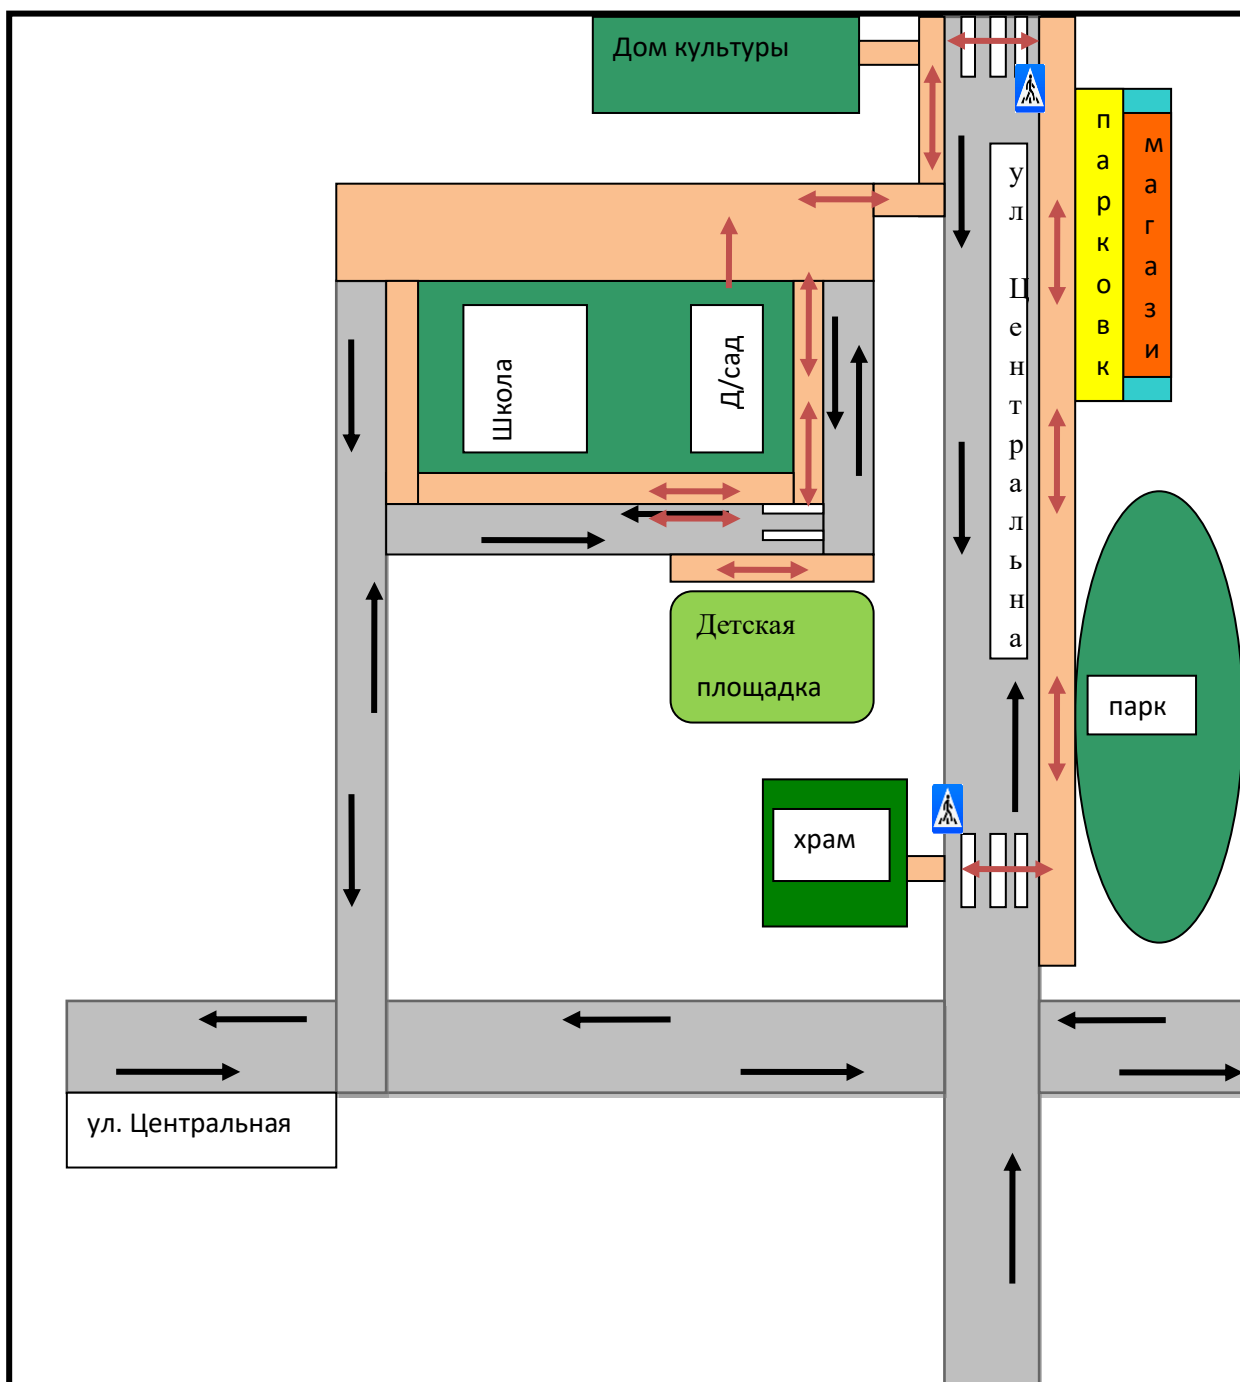 Дом культуры
парковк
магази
ул Центральна
Школа
Д/сад
Детская
площадка
парк
храм
ул. Центральная